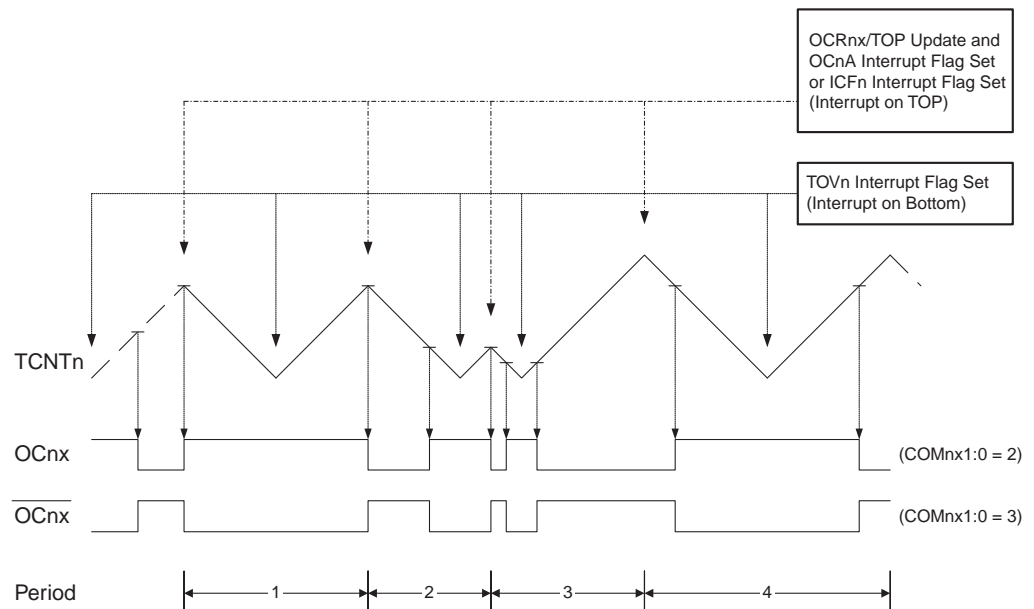 OCRnx/TOP Update and
OCnA Interrupt Flag Set
or ICFn Interrupt Flag Set
(Interrupt on TOP)
TOVn Interrupt Flag Set
(Interrupt on Bottom)
TCNTn
OCnx
(COMnx1:0 = 2)
OCnx
(COMnx1:0 = 3)
Period
1
2
3
4